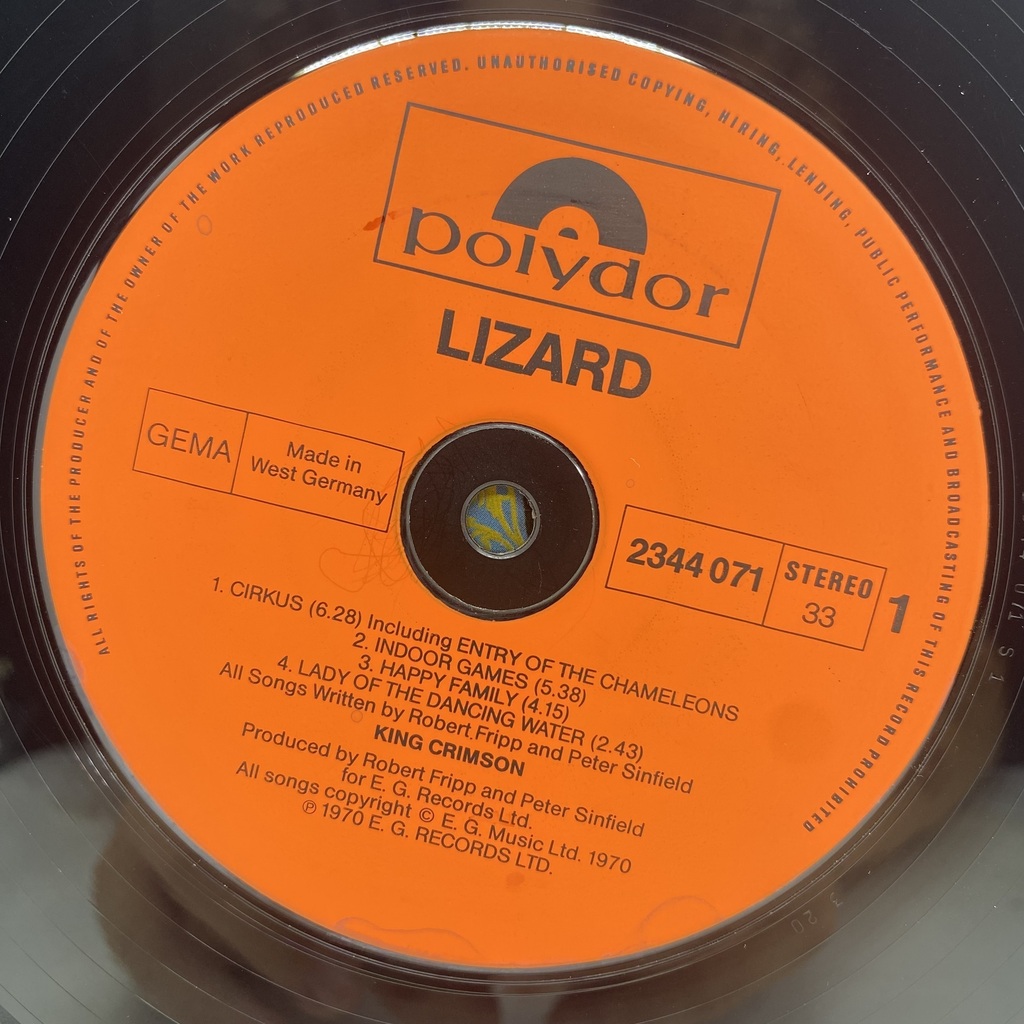 ALL RIGHTS OF THE PRODUCER AND OF THE OWNER OF THE WORK REPRODUCED RESERVED. UNAUTHORISED COPYING, HIRING, LENDING, PUBLIC PERFORMANCE AND BROADCASTING OF THIS RECORD PROHIBITED
polydor
LIZARD
GEMA
Made in
West Germany
2344 071
STEREO
33
1
1. CIRKUS (6.28) Including ENTRY OF THE CHAMELEONS
2. INDOOR GAMES (5.38)
3. HAPPY FAMILY (4.15)
4. LADY OF THE DANCING WATER (2.43)
All Songs Written by Robert Fripp and Peter Sinfield
KING CRIMSON
Produced by Robert Fripp and Peter Sinfield
for E. G. Records Ltd.
All songs copyright © E. G. Music Ltd. 1970
℗ 1970 E. G. RECORDS LTD.
320